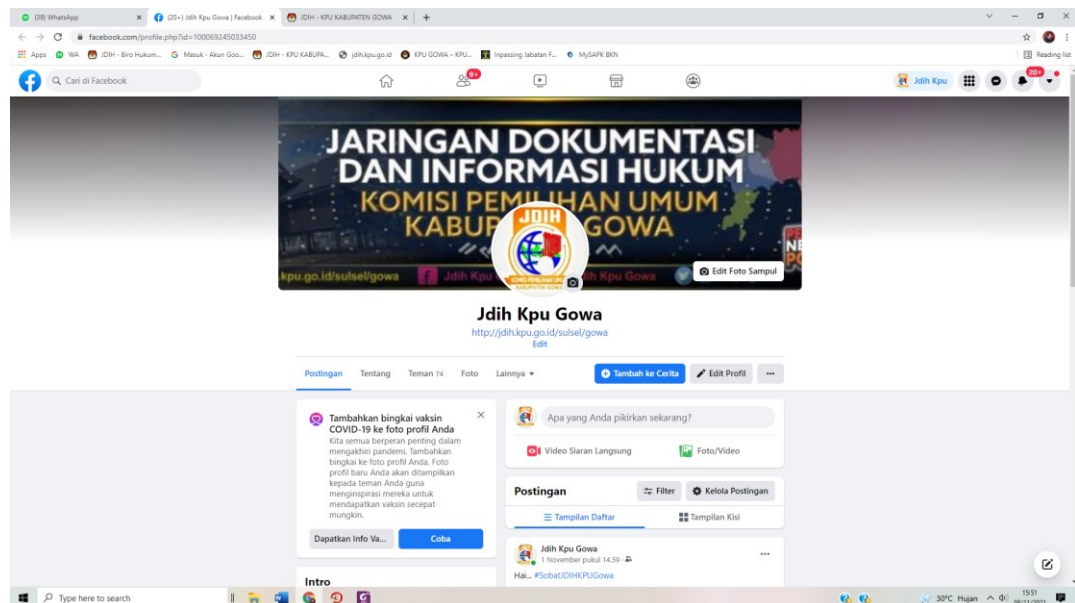 (39) WhatsApp
(20+) Jdih Kpu Gowa | Facebook
JDIH - KPU KABUPATEN GOWA
facebook.com/profile.php?id=100069245033450
Apps
WA
JDIH - Biro Hukum...
Masuk - Akun Goo...
JDIH - KPU KABUPA...
jdih.kpu.go.id
KPU GOWA – KPU...
Inpassing Jabatan F...
MySAPK BKN
Reading list
Cari di Facebook
9+
Jdih Kpu
20+
JARINGAN DOKUMENTASI
DAN INFORMASI HUKUM
KOMISI PEMILIHAN UMUM
KABUP GOWA
JDIH
KABUPATEN GOWA
kpu.go.id/sulsel/gowa
Jdih Kpu
Jdih Kpu Gowa
Edit Foto Sampul
Jdih Kpu Gowa
http://jdih.kpu.go.id/sulsel/gowa
Edit
Postingan
Tentang
Teman 74
Foto
Lainnya
Tambah ke Cerita
Edit Profil
Tambahkan bingkai vaksin
COVID-19 ke foto profil Anda
Kita semua berperan penting dalam
mengakhiri pandemi. Tambahkan
bingkai ke foto profil Anda. Foto
profil baru Anda akan ditampilkan
kepada teman Anda guna
menginspirasi mereka untuk
mendapatkan vaksin secepat
mungkin.
Dapatkan Info Va...
Coba
Intro
Apa yang Anda pikirkan sekarang?
Video Siaran Langsung
Foto/Video
Postingan
Filter
Kelola Postingan
Tampilan Daftar
Tampilan Kisi
Jdih Kpu Gowa
1 November pukul 14.59
Hai... #SobatJDIHKPUGowa
Type here to search
30°C Hujan
15:51
08/11/2021